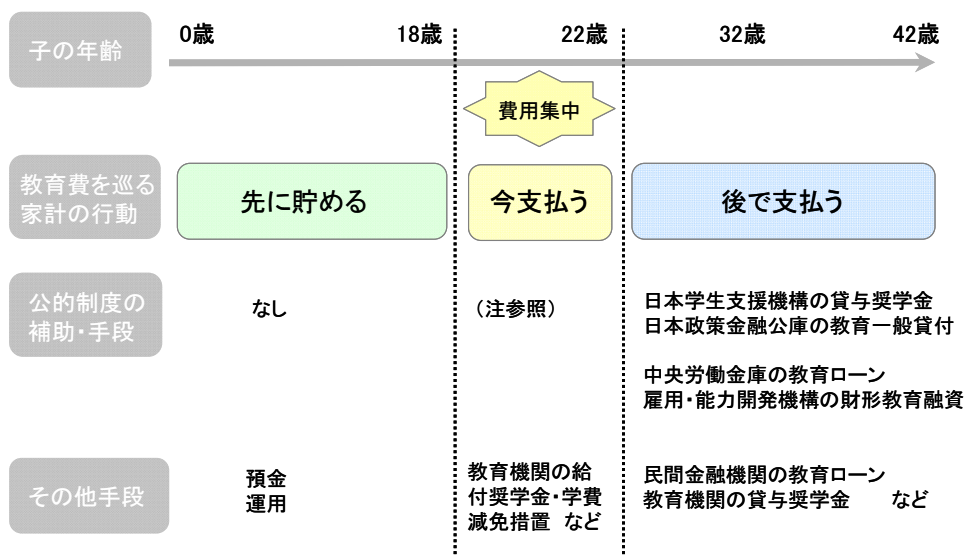 子の年齢
0歳
18歳
22歳
32歳
42歳
費用集中
教育費を巡る
家計の行動
先に貯める
今支払う
後で支払う
公的制度の
補助・手段
なし
（注参照）
日本学生支援機構の貸与奨学金
日本政策金融公庫の教育一般貸付
中央労働金庫の教育ローン
雇用・能力開発機構の財形教育融資
その他手段
預金
運用
教育機関の給
付奨学金・学費
減免措置 など
民間金融機関の教育ローン
教育機関の貸与奨学金 など